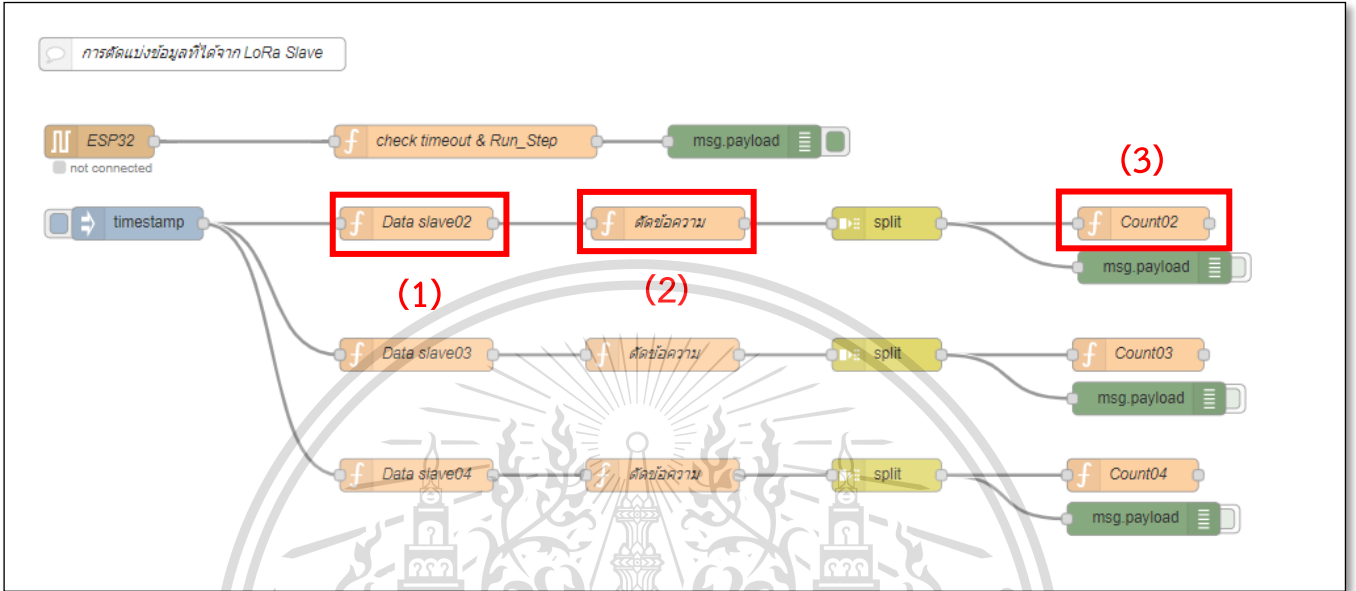 การตัดแบ่งข้อมูลที่ได้จาก LoRa Slave
ESP32
check timeout & Run_Step
msg.payload
not connected
(3)
timestamp
Data slave02
ตัดข้อความ
split
Count02
msg.payload
(1)
(2)
Data slave03
ตัดข้อความ
split
Count03
msg.payload
Data slave04
ตัดข้อความ
split
Count04
msg.payload